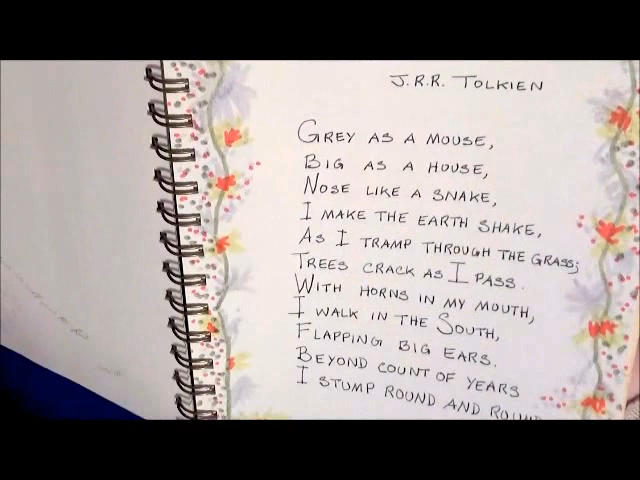 J.R.R. TOLKIEN
GREY AS A MOUSE,
BIG AS A HOUSE,
NOSE LIKE A SNAKE,
I MAKE THE EARTH SHAKE,
AS I TRAMP THROUGH THE GRASS;
TREES CRACK AS I PASS.
WITH HORNS IN MY MOUTH,
I WALK IN THE SOUTH,
FLAPPING BIG EARS.
BEYOND COUNT OF YEARS
I STUMP ROUND AND